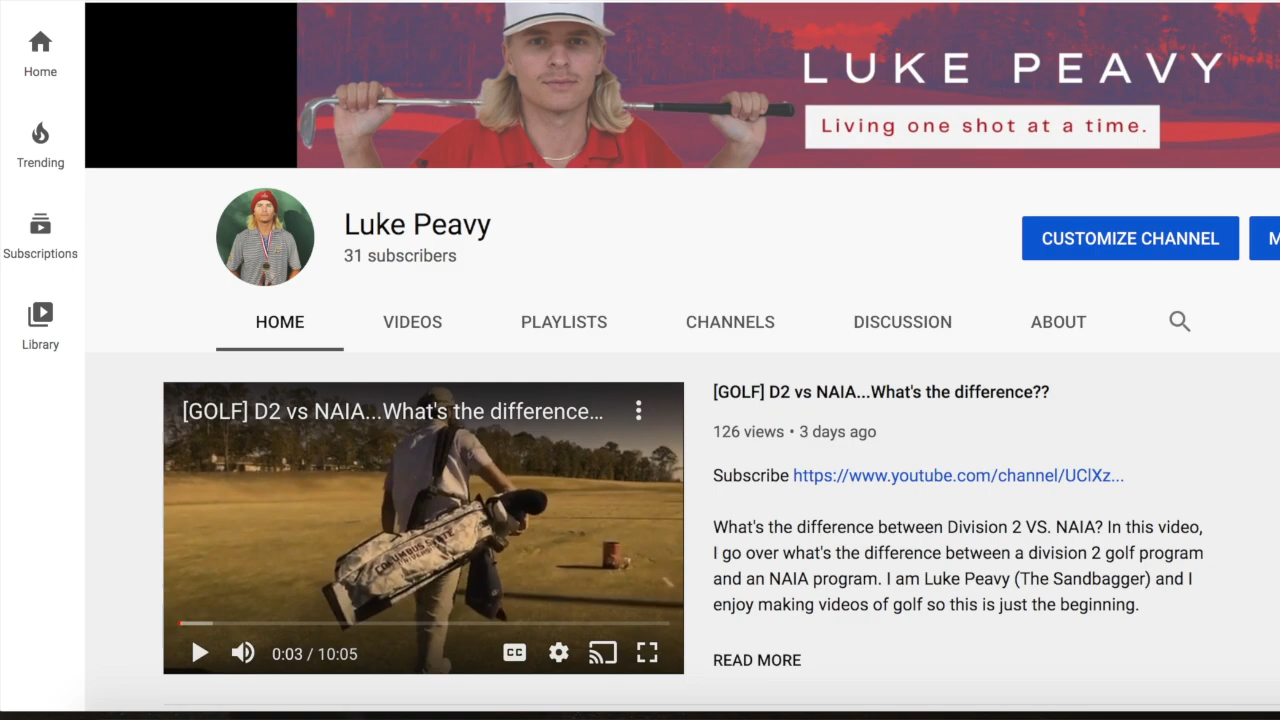 LUKE PEAVY
Living one shot at a time.
Home
Trending
Subscriptions
Library
Luke Peavy
31 subscribers
CUSTOMIZE CHANNEL
M
HOME VIDEOS PLAYLISTS CHANNELS DISCUSSION ABOUT
[GOLF] D2 vs NAIA...What's the difference...
COLUMBUS STATE
UNIVERSITY
0:03 / 10:05
CC
[GOLF] D2 vs NAIA...What's the difference??
126 views • 3 days ago
Subscribe https://www.youtube.com/channel/UClXz...
What's the difference between Division 2 VS. NAIA? In this video,
I go over what's the difference between a division 2 golf program
and an NAIA program. I am Luke Peavy (The Sandbagger) and I
enjoy making videos of golf so this is just the beginning.
READ MORE